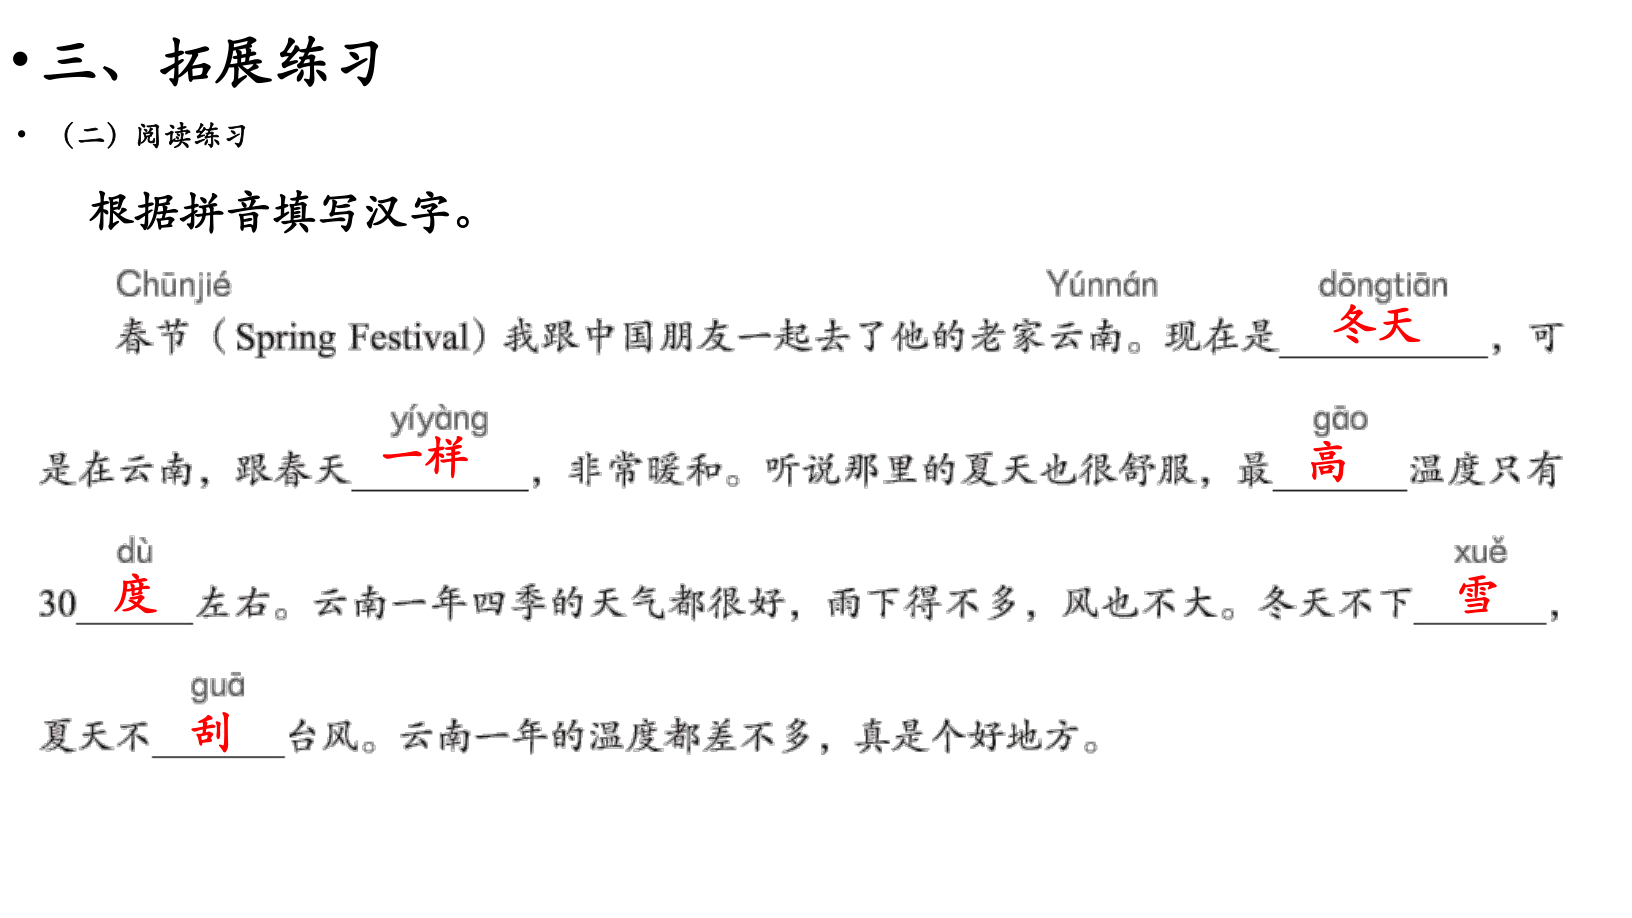 • 三、拓展练习
• （二）阅读练习
根据拼音填写汉字。
Chūnjié Yúnnán dōngtiān
春节（Spring Festival）我跟中国朋友一起去了他的老家云南。现在是冬天，可
yíyàng gāo
是在云南，跟春天一样，非常暖和。听说那里的夏天也很舒服，最高温度只有
dù xuě
30度左右。云南一年四季的天气都很好，雨下得不多，风也不大。冬天不下雪，
guā
夏天不刮台风。云南一年的温度都差不多，真是个好地方。